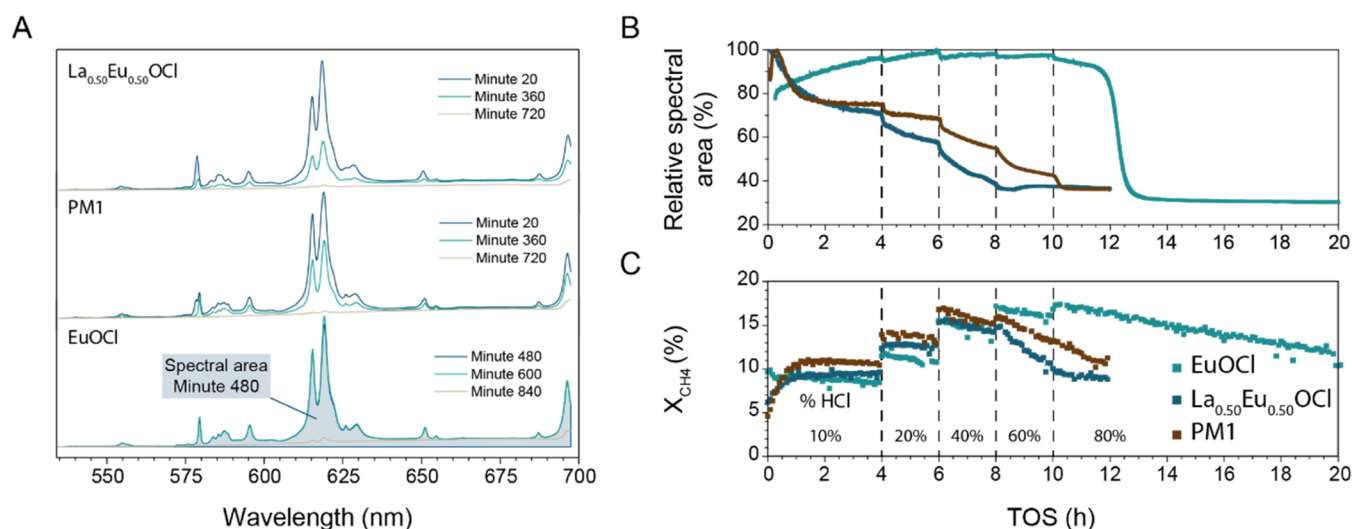 A
La0.50Eu0.50OCl
Minute 20
Minute 360
Minute 720
PM1
Minute 20
Minute 360
Minute 720
EuOCl
Spectral area
Minute 480
Minute 480
Minute 600
Minute 840
550 575 600 625 650 675 700
Wavelength (nm)
B
Relative spectral
area (%)
100
80
60
40
20
0 2 4 6 8 10 12 14 16 18 20
C
XCH4 (%)
20
15
10
5
0
% HCl
10% 20% 40% 60% 80%
EuOCl
La0.50Eu0.50OCl
PM1
0 2 4 6 8 10 12 14 16 18 20
TOS (h)